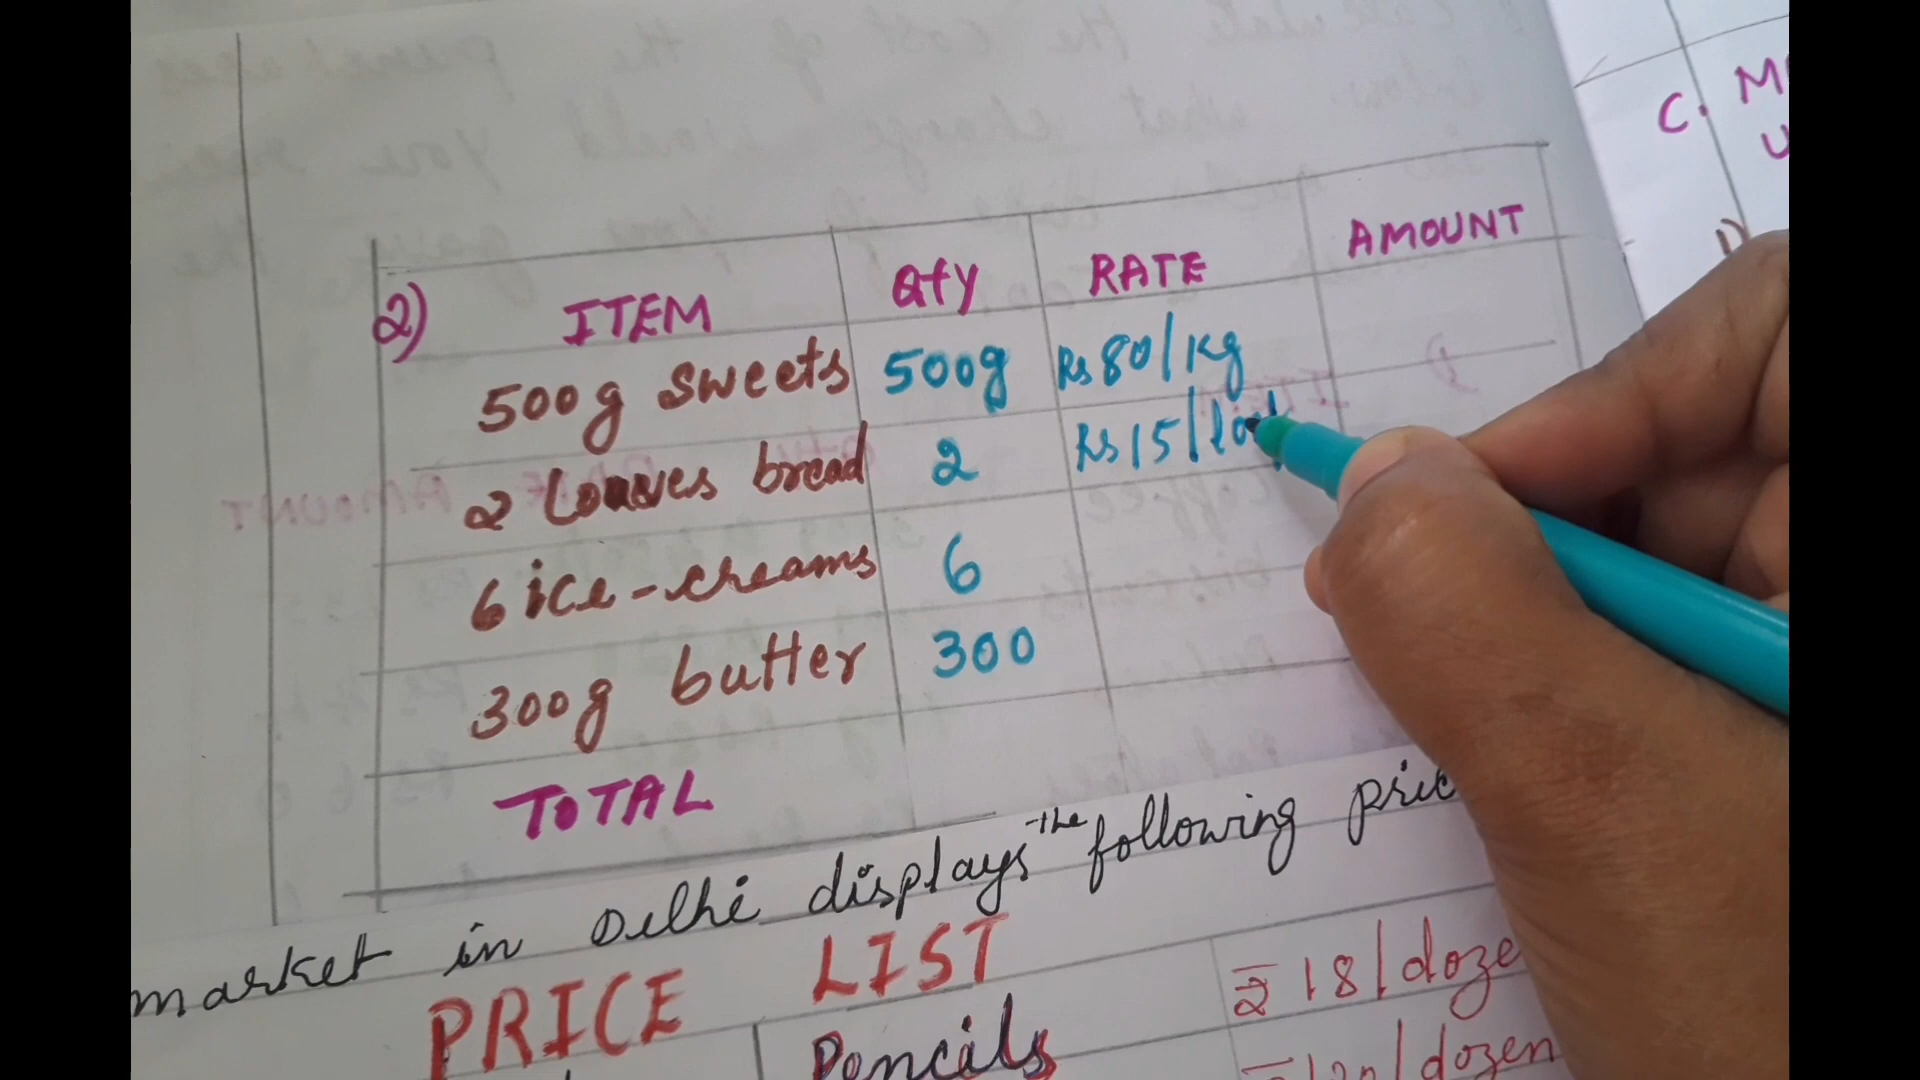 C. M
U
2) ITEM Qty RATE AMOUNT
500g sweets 500g Rs 80/kg
2 Loaves bread 2 Rs 15/loaf
6 ice-creams 6
300g butter 300
TOTAL
market in Delhi displays the following pric
PRICE LIST
Pencils ₹ 18/dozen
/dozen